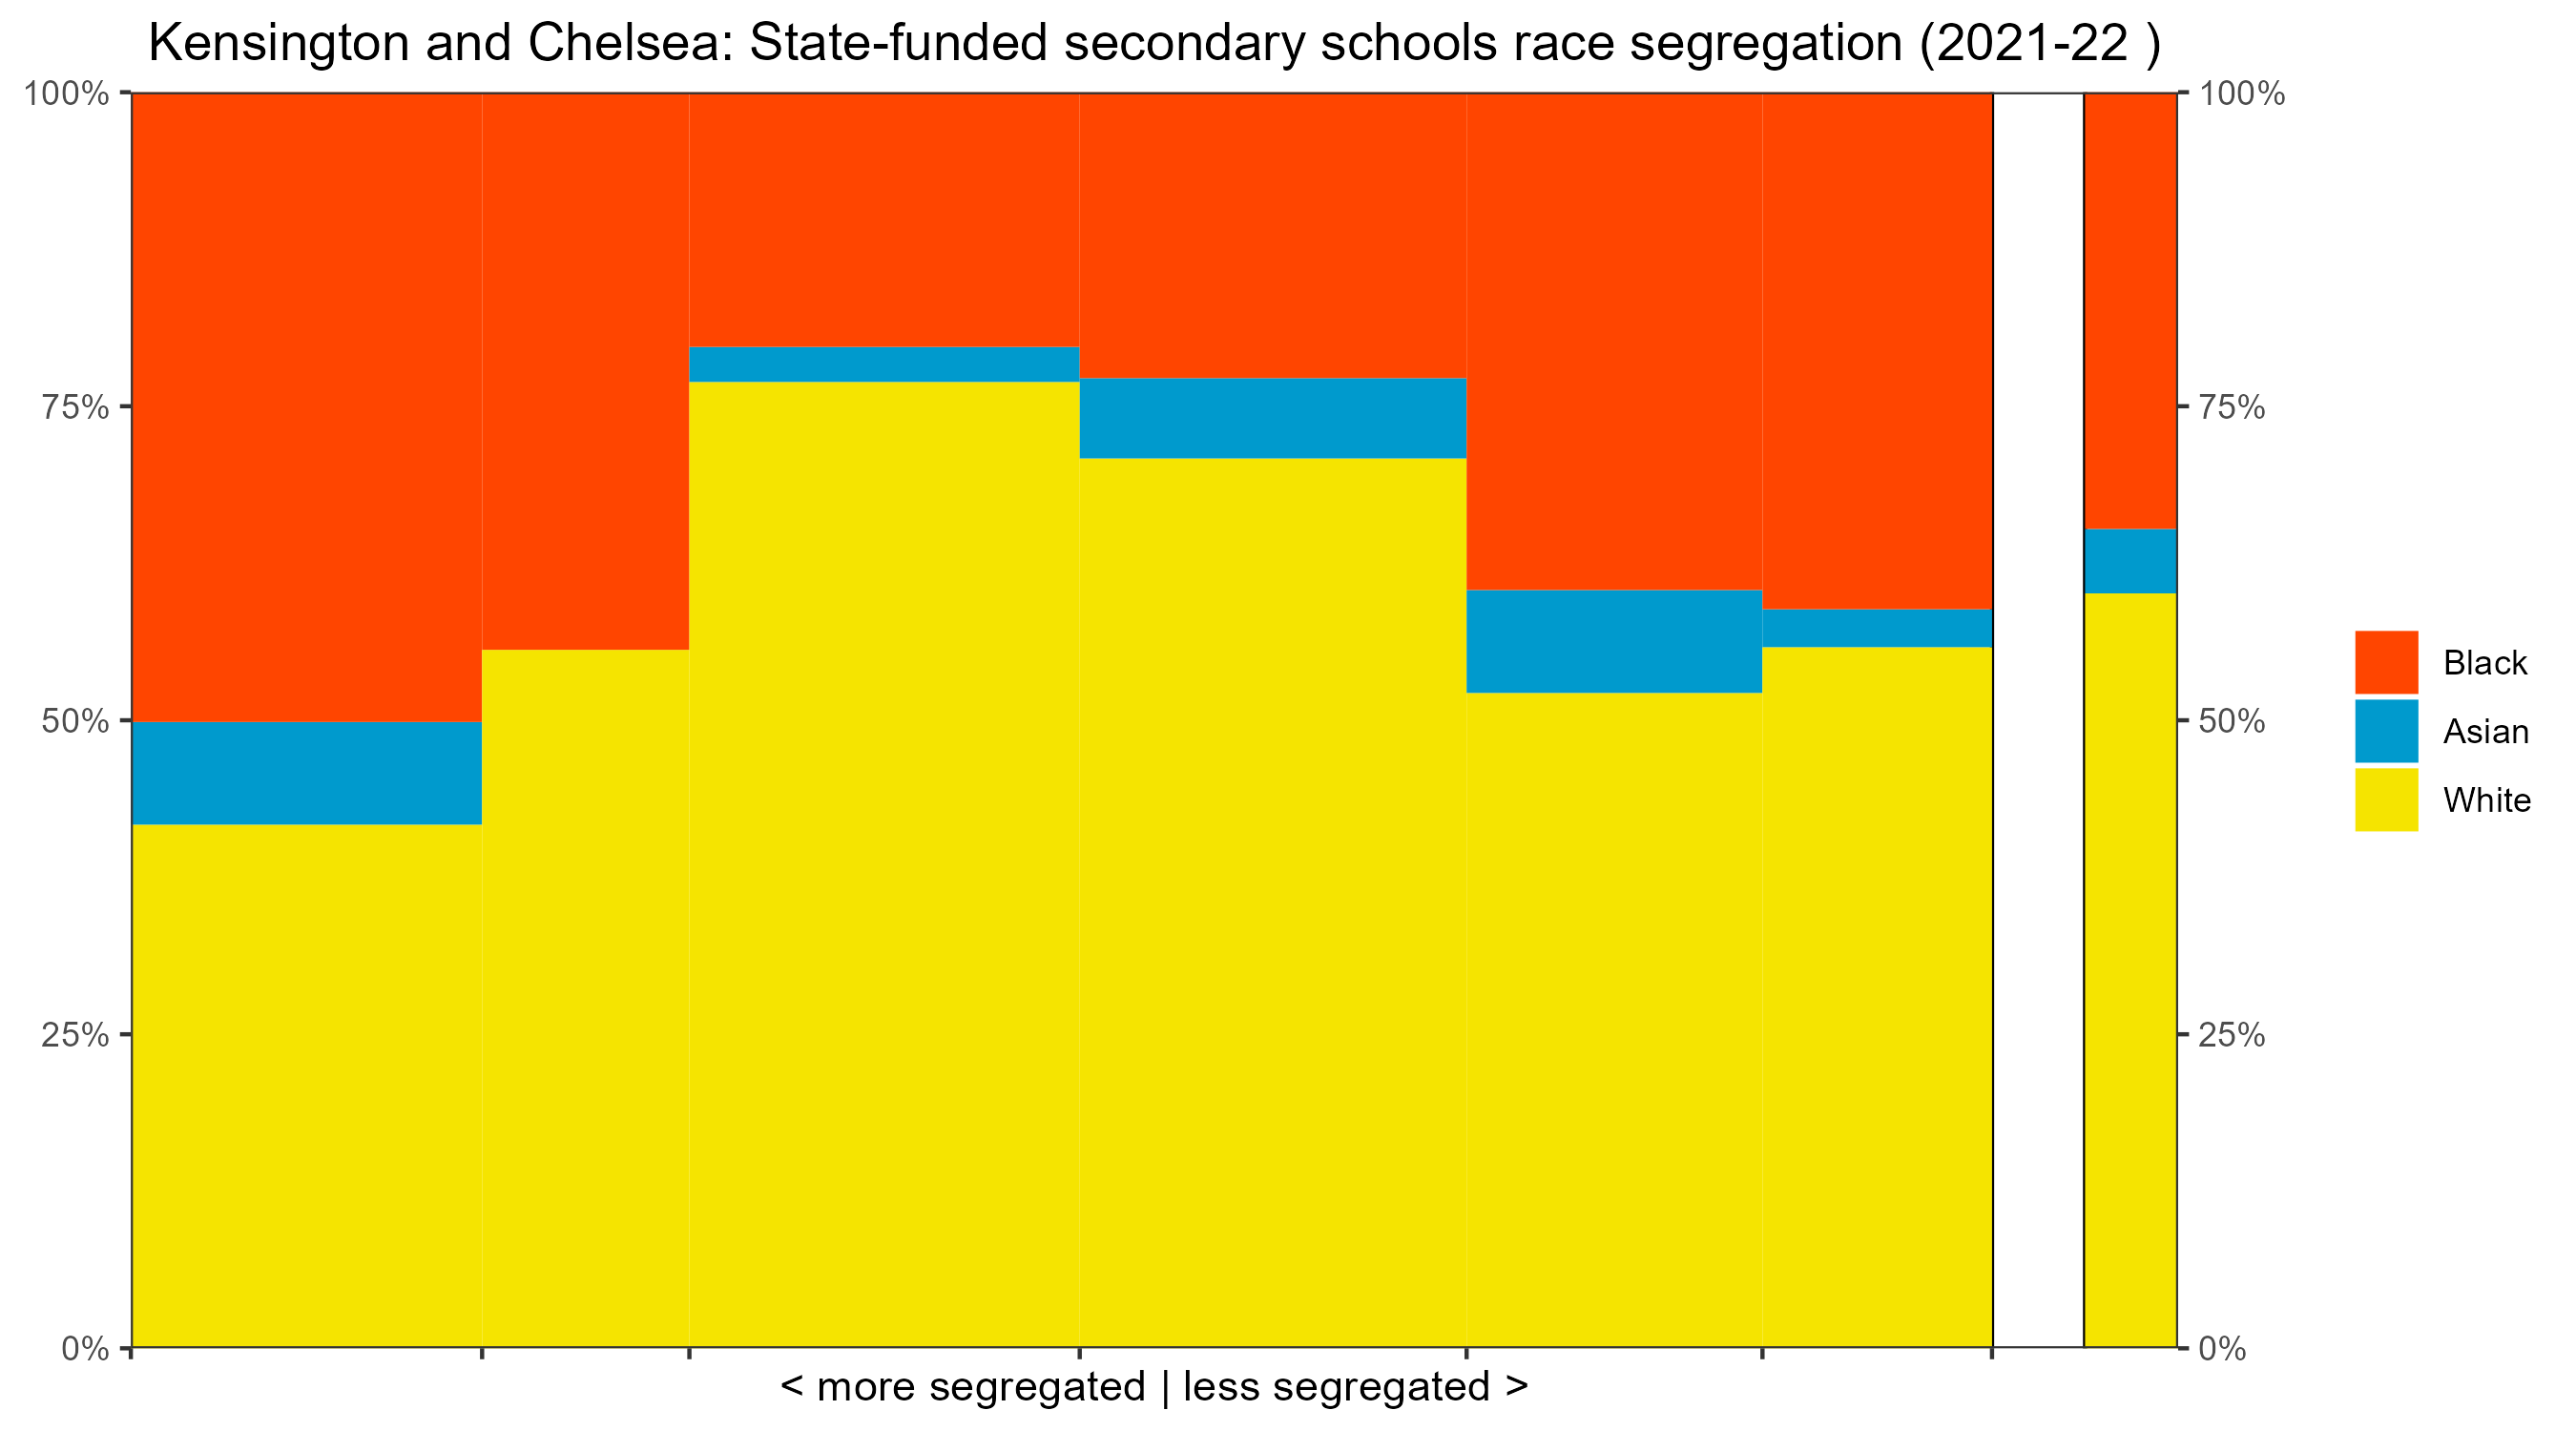 Kensington and Chelsea: State-funded secondary schools race segregation (2021-22 )
100%
75%
50%
25%
0%
100%
75%
50%
25%
0%
Black
Asian
White
< more segregated | less segregated >